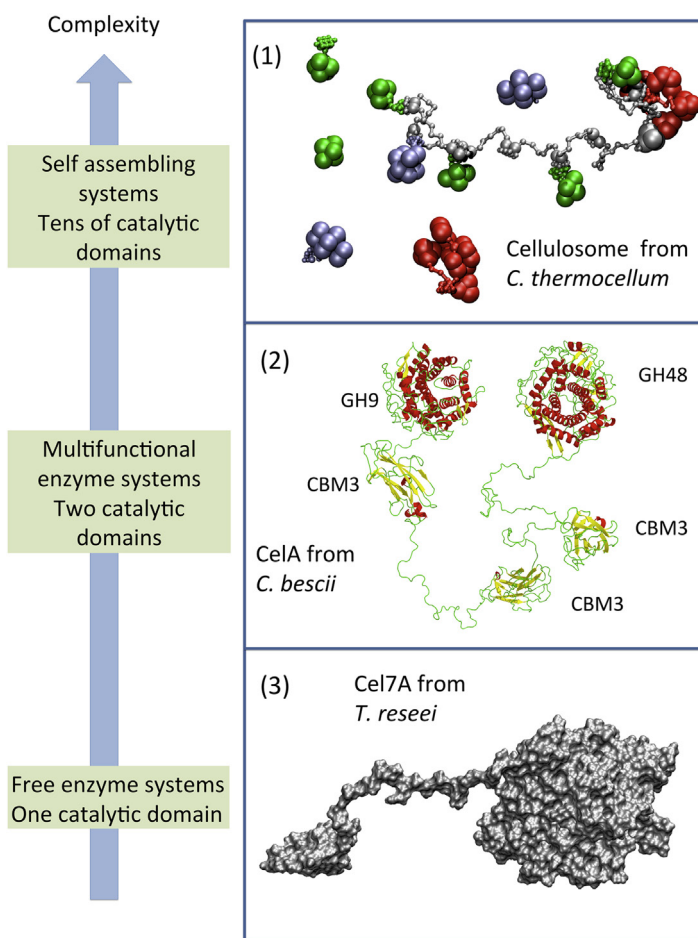 Complexity
Self assembling
systems
Tens of catalytic
domains
Multifunctional
enzyme systems
Two catalytic
domains
Free enzyme systems
One catalytic domain
(1)
Cellulosome from
C. thermocellum
(2)
GH9
GH48
CBM3
CBM3
CBM3
CelA from
C. bescii
(3)
Cel7A from
T. reseei